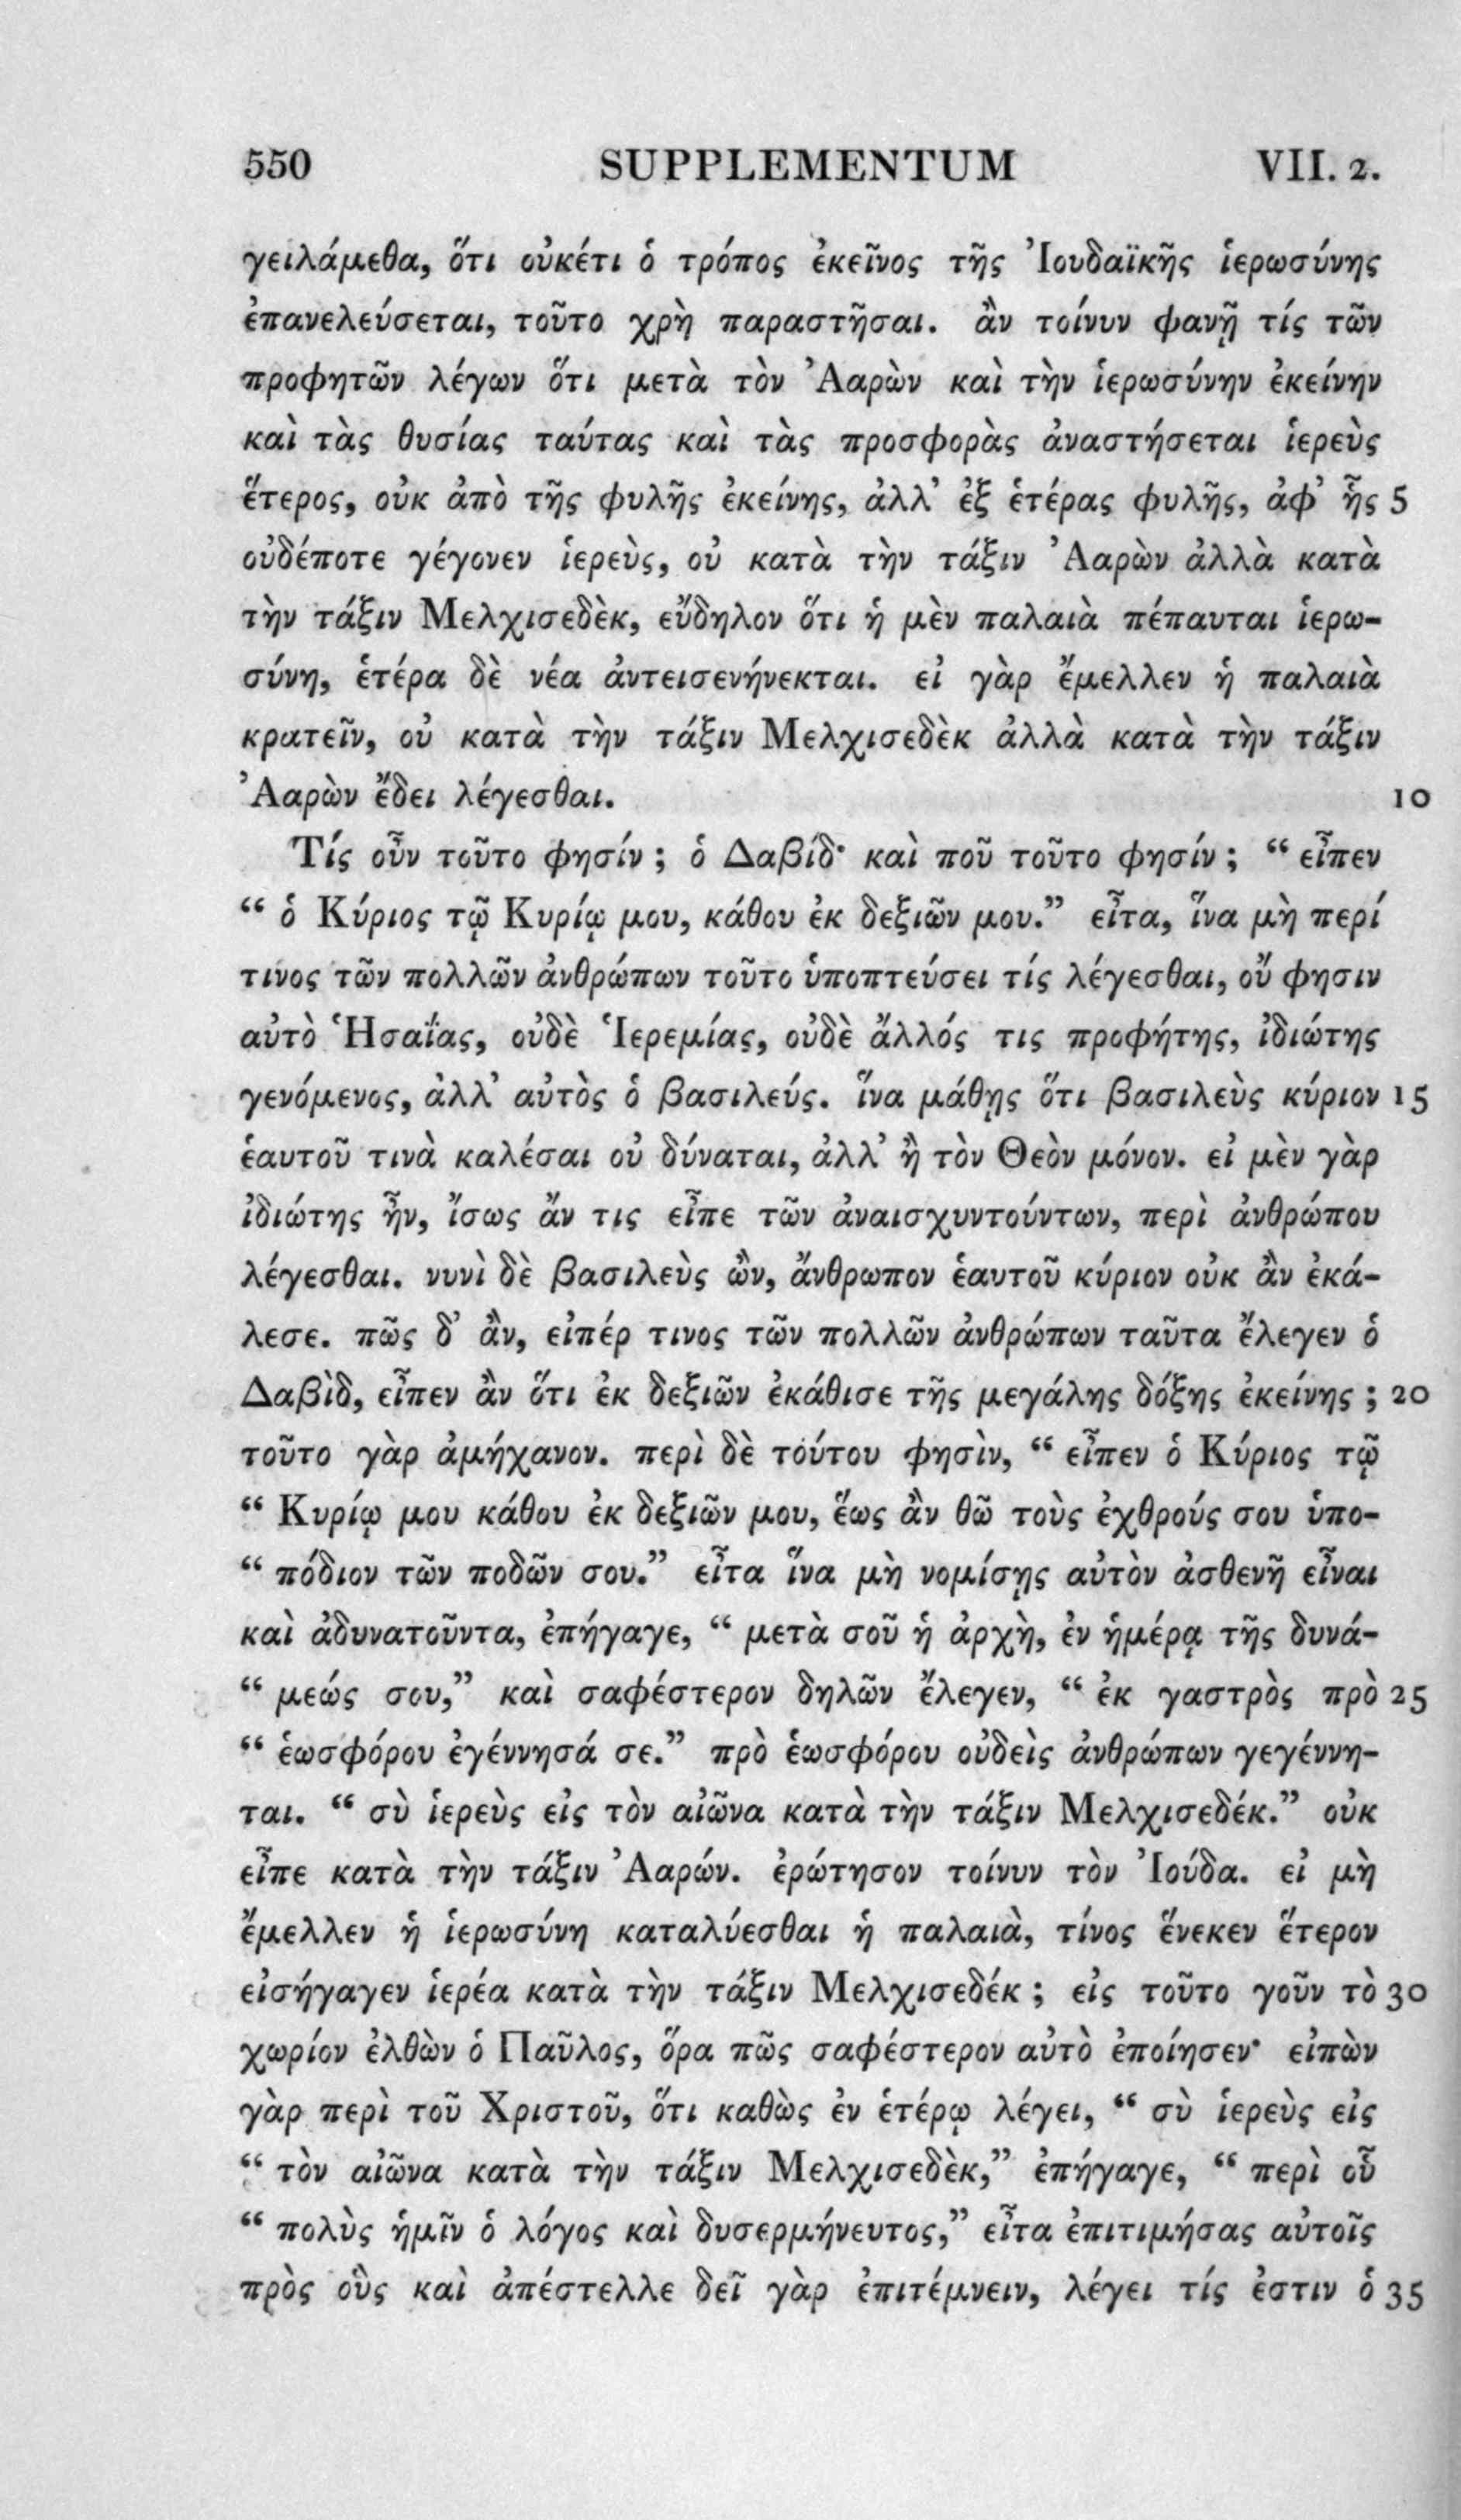 550 SUPPLEMENTUM VII. 2.
γειλάμεθα, ὅτι οὐκέτι ὁ τρόπος ἐκεῖνος τῆς Ἰουδαϊκῆς ἱερωσύνης
ἐπανελεύσεται, τοῦτο χρὴ παραστῆσαι. ἂν τοίνυν φανῇ τίς τῶν
προφητῶν λέγων ὅτι μετὰ τὸν Ἀαρὼν καὶ τὴν ἱερωσύνην ἐκείνην
καὶ τὰς θυσίας ταύτας καὶ τὰς προσφορὰς ἀναστήσεται ἱερεὺς
ἕτερος, οὐκ ἀπὸ τῆς φυλῆς ἐκείνης, ἀλλ’ ἐξ ἑτέρας φυλῆς, ἀφ’ ἧς 5
οὐδέποτε γέγονεν ἱερεὺς, οὐ κατὰ τὴν τάξιν Ἀαρὼν ἀλλὰ κατὰ
τὴν τάξιν Μελχισεδὲκ, εὔδηλον ὅτι ἡ μὲν παλαιὰ πέπαυται ἱερω-
σύνη, ἑτέρα δὲ νέα ἀντεισενήνεκται. εἰ γὰρ ἔμελλεν ἡ παλαιὰ
κρατεῖν, οὐ κατὰ τὴν τάξιν Μελχισεδὲκ ἀλλὰ κατὰ τὴν τάξιν
Ἀαρὼν ἔδει λέγεσθαι. 10
Τίς οὖν τοῦτο φησίν ; ὁ Δαβίδ· καὶ ποῦ τοῦτο φησίν ; “ εἶπεν
“ ὁ Κύριος τῷ Κυρίῳ μου, κάθου ἐκ δεξιῶν μου.” εἶτα, ἵνα μὴ περί
τινος τῶν πολλῶν ἀνθρώπων τοῦτο ὑποπτεύσει τίς λέγεσθαι, οὔ φησιν
αὐτὸ Ἡσαΐας, οὐδὲ Ἱερεμίας, οὐδὲ ἄλλός τις προφήτης, ἰδιώτης
γενόμενος, ἀλλ’ αὐτὸς ὁ βασιλεύς. ἵνα μάθῃς ὅτι βασιλεὺς κύριον 15
ἑαυτοῦ τινὰ καλέσαι οὐ δύναται, ἀλλ’ ἢ τὸν Θεὸν μόνον. εἰ μὲν γὰρ
ἰδιώτης ἦν, ἴσως ἄν τις εἶπε τῶν ἀναισχυντούντων, περὶ ἀνθρώπου
λέγεσθαι. νυνὶ δὲ βασιλεὺς ὢν, ἄνθρωπον ἑαυτοῦ κύριον οὐκ ἂν ἐκά-
λεσε. πῶς δ’ ἂν, εἰπέρ τινος τῶν πολλῶν ἀνθρώπων ταῦτα ἔλεγεν ὁ
Δαβὶδ, εἶπεν ἂν ὅτι ἐκ δεξιῶν ἐκάθισε τῆς μεγάλης δόξης ἐκείνης ; 20
τοῦτο γὰρ ἀμήχανον. περὶ δὲ τούτου φησὶν, “ εἶπεν ὁ Κύριος τῷ
“ Κυρίῳ μου κάθου ἐκ δεξιῶν μου, ἕως ἂν θῶ τοὺς ἐχθρούς σου ὑπο-
“ πόδιον τῶν ποδῶν σου.” εἶτα ἵνα μὴ νομίσῃς αὐτὸν ἀσθενῆ εἶναι
καὶ ἀδυνατοῦντα, ἐπήγαγε, “ μετὰ σοῦ ἡ ἀρχὴ, ἐν ἡμέρᾳ τῆς δυνά-
“ μεώς σου,” καὶ σαφέστερον δηλῶν ἔλεγεν, “ ἐκ γαστρὸς πρὸ 25
“ ἑωσφόρου ἐγέννησά σε.” πρὸ ἑωσφόρου οὐδεὶς ἀνθρώπων γεγέννη-
ται. “ σὺ ἱερεὺς εἰς τὸν αἰῶνα κατὰ τὴν τάξιν Μελχισεδέκ.” οὐκ
εἶπε κατὰ τὴν τάξιν Ἀαρών. ἐρώτησον τοίνυν τὸν Ἰούδα. εἰ μὴ
ἔμελλεν ἡ ἱερωσύνη καταλύεσθαι ἡ παλαιὰ, τίνος ἕνεκεν ἕτερον
εἰσήγαγεν ἱερέα κατὰ τὴν τάξιν Μελχισεδέκ ; εἰς τοῦτο γοῦν τὸ 30
χωρίον ἐλθὼν ὁ Παῦλος, ὅρα πῶς σαφέστερον αὐτὸ ἐποίησεν· εἰπὼν
γὰρ περὶ τοῦ Χριστοῦ, ὅτι καθὼς ἐν ἑτέρῳ λέγει, “ σὺ ἱερεὺς εἰς
“ τὸν αἰῶνα κατὰ τὴν τάξιν Μελχισεδὲκ,” ἐπήγαγε, “ περὶ οὗ
“ πολὺς ἡμῖν ὁ λόγος καὶ δυσερμήνευτος,” εἶτα ἐπιτιμήσας αὐτοῖς
πρὸς οὓς καὶ ἀπέστελλε δεῖ γὰρ ἐπιτέμνειν, λέγει τίς ἐστιν ὁ 35